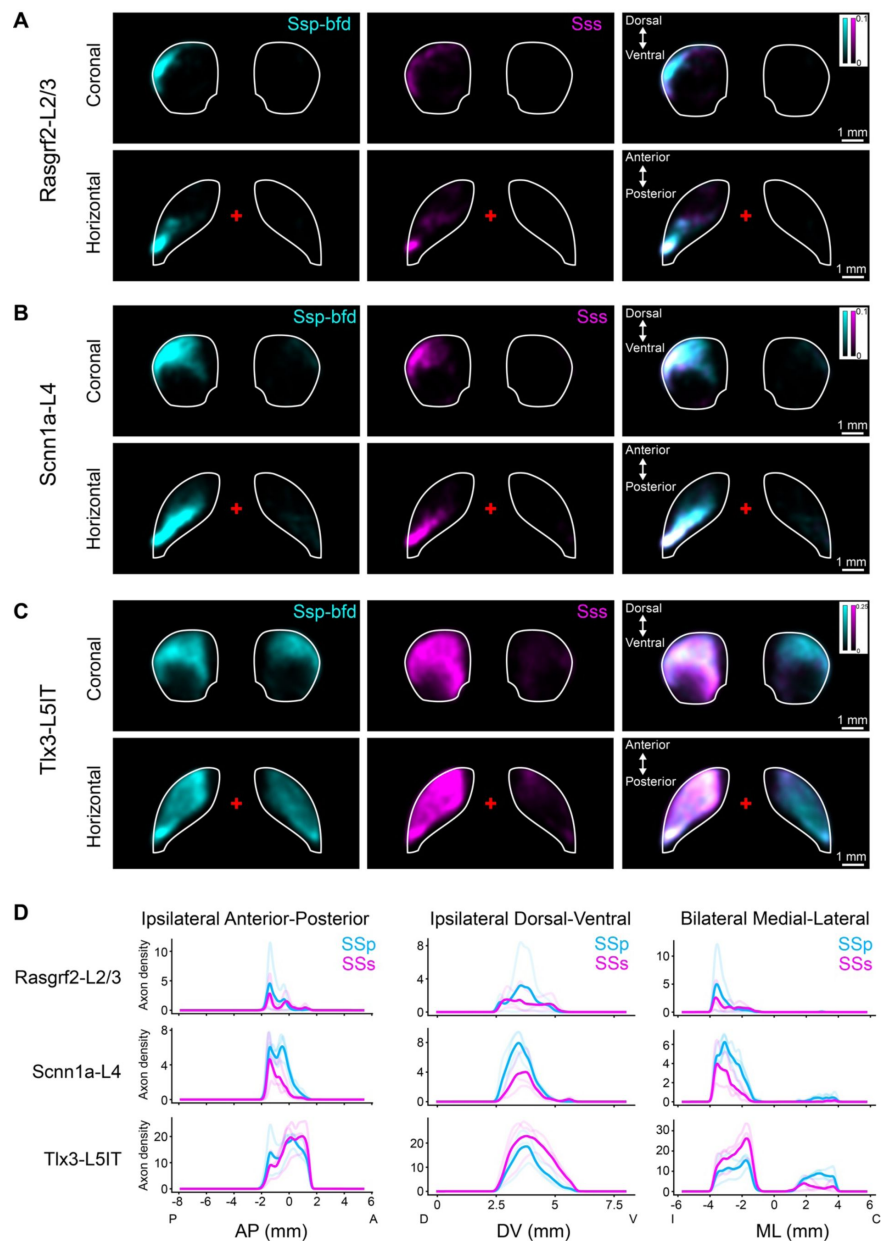 A
Ssp-bfd
Sss
Dorsal
Ventral
0.1
0
1 mm
Coronal
Rasgrf2-L2/3
Anterior
Posterior
1 mm
Horizontal
B
Ssp-bfd
Sss
Dorsal
Ventral
0.1
0
1 mm
Coronal
Scnn1a-L4
Anterior
Posterior
1 mm
Horizontal
C
Ssp-bfd
Sss
Dorsal
Ventral
0.25
0
1 mm
Coronal
Tlx3-L5IT
Anterior
Posterior
1 mm
Horizontal
D
Ipsilateral Anterior-Posterior
Ipsilateral Dorsal-Ventral
Bilateral Medial-Lateral
Rasgrf2-L2/3
Axon density
10
5
0
SSp
SSs
8
4
0
SSp
SSs
10
5
0
SSp
SSs
Scnn1a-L4
Axon density
8
4
0
8
4
0
6
4
2
0
Tlx3-L5IT
Axon density
20
10
0
20
10
0
30
20
10
0
-8 -6 -4 -2 0 2 4 6
0 2.5 5 7.5
-6 -4 -2 0 2 4 6
P AP (mm) A
D DV (mm) V
I ML (mm) C